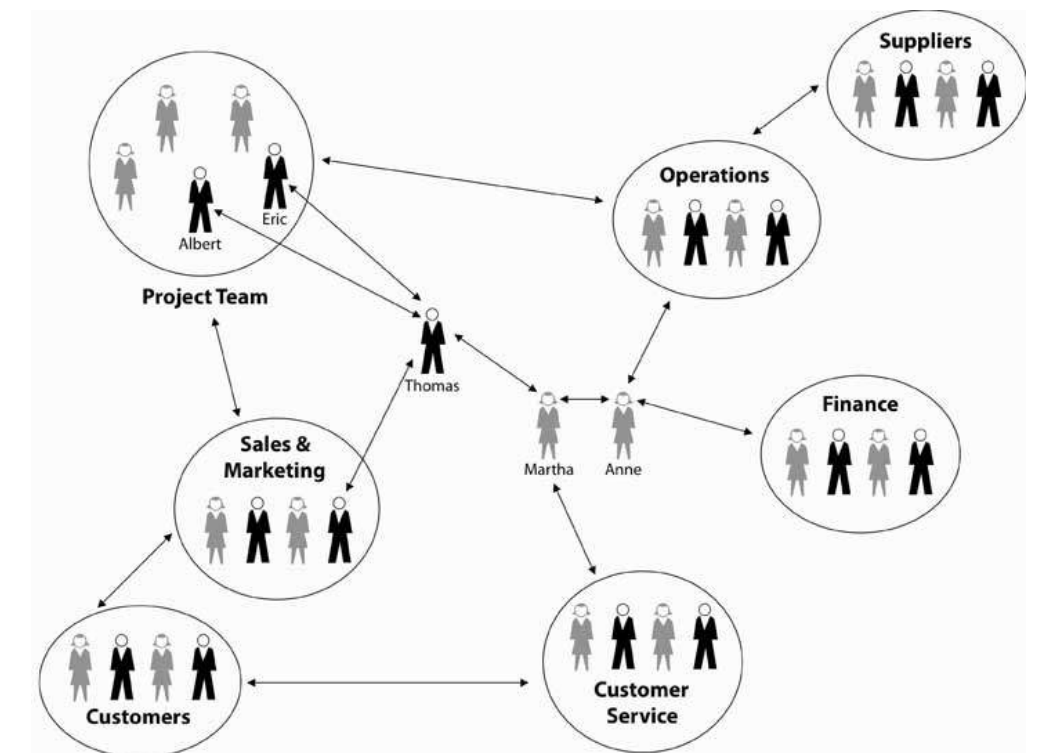 Suppliers
Operations
Eric
Albert
Project Team
Thomas
Finance
Sales &
Marketing
Martha
Anne
Customer
Service
Customers